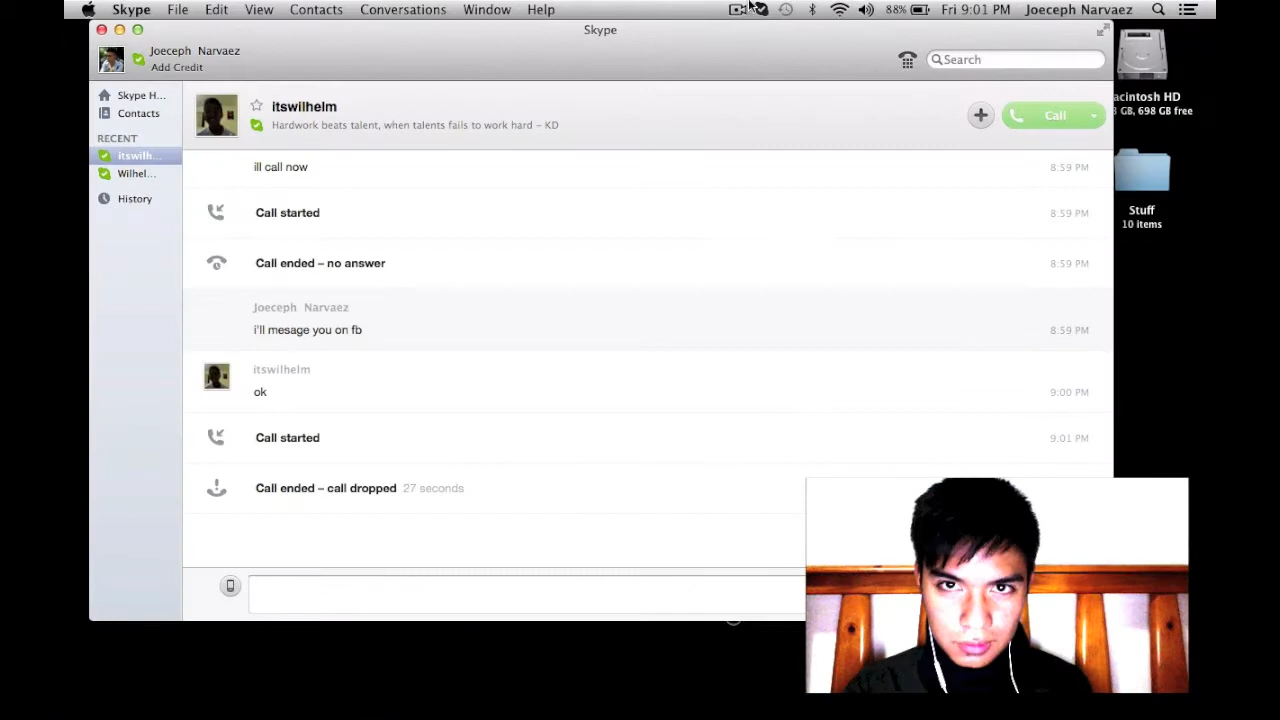 Skype File Edit View Contacts Conversations Window Help 88% Fri 9:01 PM Joeceph Narvaez
Skype
Joeceph Narvaez
Add Credit
Search
Skype H...
Contacts
RECENT
itswilh...
Wilhel...
History
itswilhelm
Hardwork beats talent, when talents fails to work hard – KD
Call
ill call now 8:59 PM
Call started 8:59 PM
Call ended – no answer 8:59 PM
Joeceph Narvaez
i'll mesage you on fb 8:59 PM
itswilhelm
ok 9:00 PM
Call started 9:01 PM
Call ended – call dropped 27 seconds
acintosh HD
GB, 698 GB free
Stuff
10 items